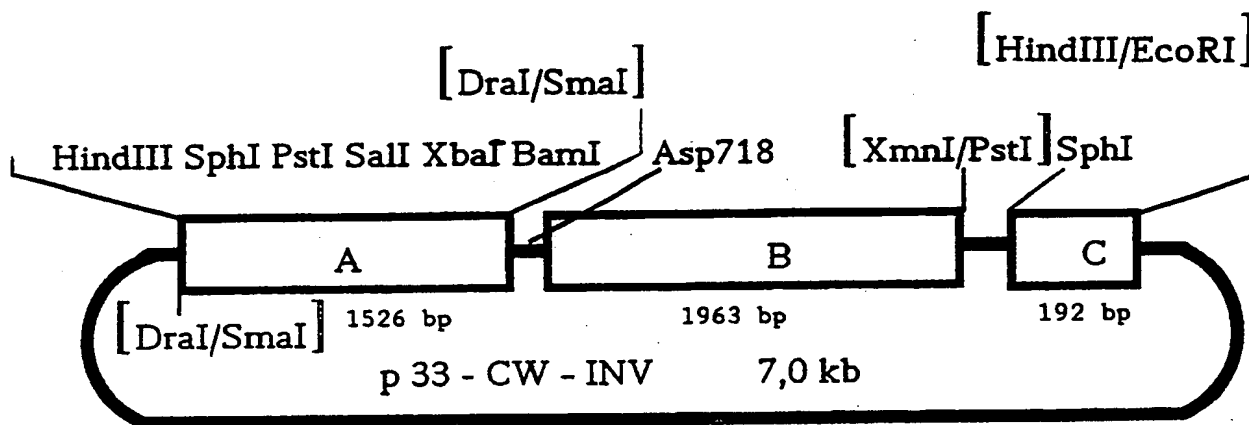 [HindIII/EcoRI]
[DraI/SmaI]
HindIII SphI PstI SalI XbaI BamI Asp718 [XmnI/PstI] SphI
A B C
1526 bp 1963 bp 192 bp
[DraI/SmaI]
p 33 - CW - INV 7,0 kb